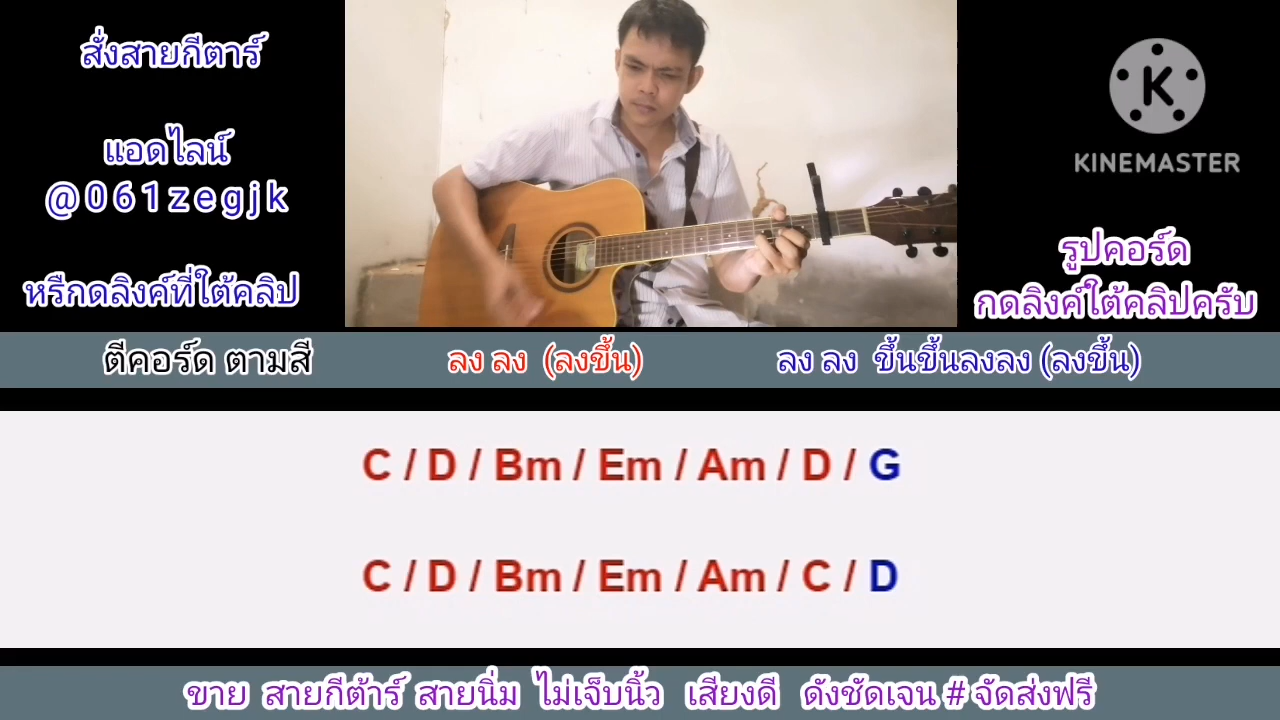 สั่งสายกีตาร์
แอดไลน์
@061zegjk
หรืกดลิงค์ที่ใต้คลิป
KINEMASTER
รูปคอร์ด
กดลิงค์ใต้คลิปครับ
ตีคอร์ด ตามสี ลง ลง (ลงขึ้น) ลง ลง ขึ้นขึ้นลงลง (ลงขึ้น)
C / D / Bm / Em / Am / D / G
C / D / Bm / Em / Am / C / D
ขาย สายกีต้าร์ สายนิ่ม ไม่เจ็บนิ้ว เสียงดี ดังชัดเจน # จัดส่งฟรี